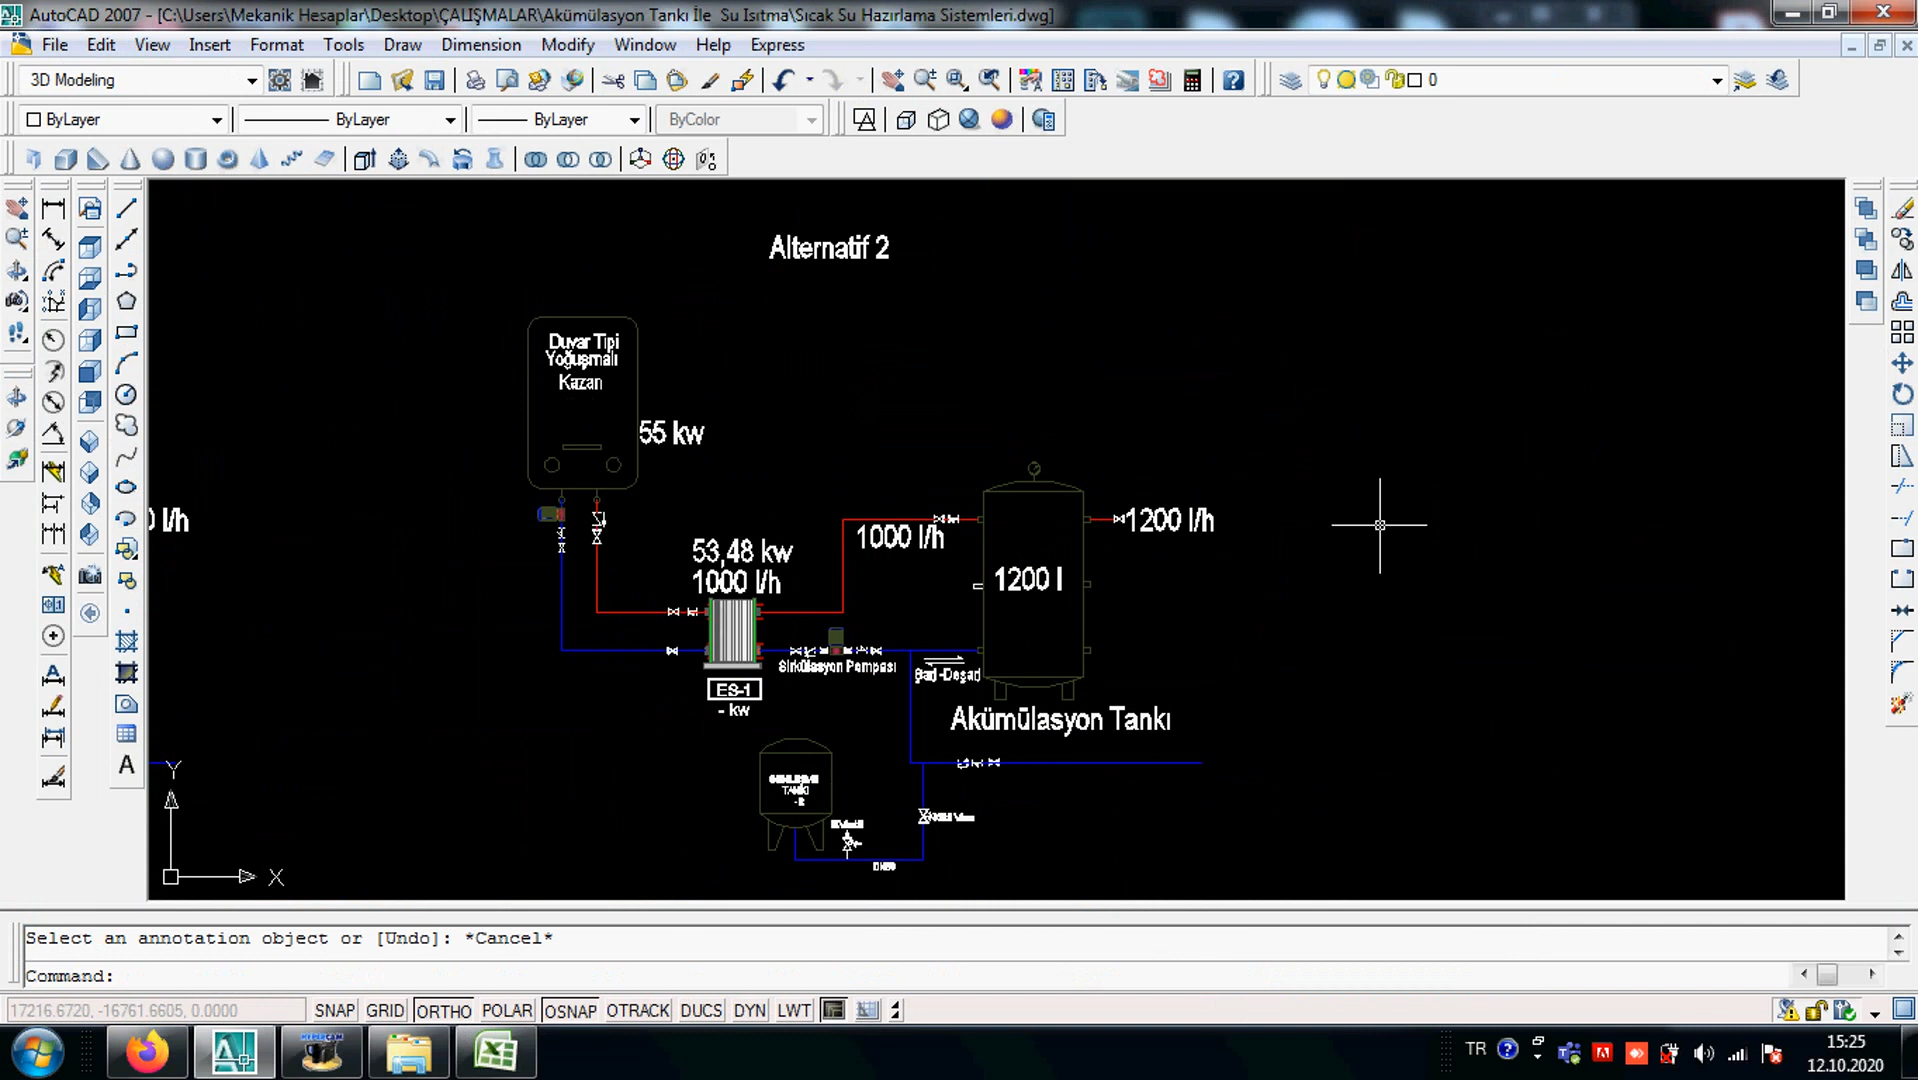 AutoCAD 2007 - [C:\Users\Mekanik Hesaplar\Desktop\ÇALIŞMALAR\Akümülasyon Tankı İle  Su Isıtma\Sıcak Su Hazırlama Sistemleri.dwg]
File Edit View Insert Format Tools Draw Dimension Modify Window Help Express
3D Modeling
0
ByLayer ByLayer ByLayer ByColor
Alternatif 2
Duvar Tipi
Yoğuşmalı
Kazan
55 kw
l/h
53,48 kw
1000 l/h
1000 l/h
1200 l/h
1200 l
Sirkülasyon Pompası
Şarj -Deşarj
ES-1
- kw
Akümülasyon Tankı
TANKI
Y
X
Select an annotation object or [Undo]: *Cancel*
Command:
17216.6720, -16761.6605, 0.0000
SNAP GRID ORTHO POLAR OSNAP OTRACK DUCS DYN LWT
TR
15:25
12.10.2020